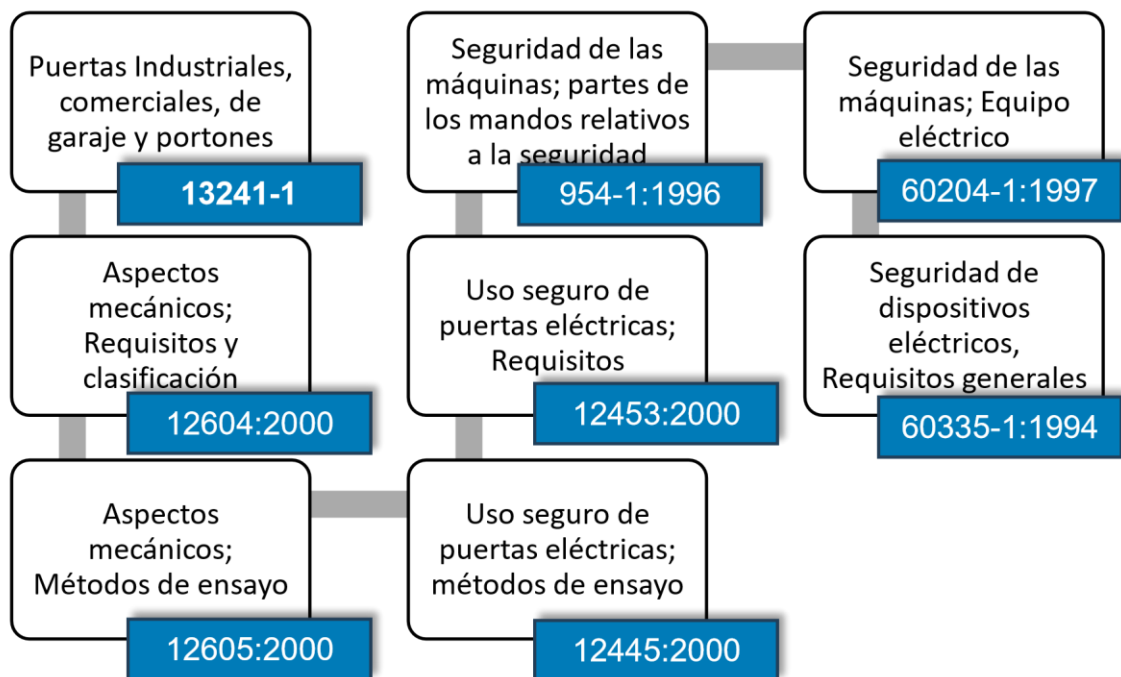 Puertas Industriales,
comerciales, de
garaje y portones
13241-1
Aspectos
mecánicos;
Requisitos y
clasificación
12604:2000
Aspectos
mecánicos;
Métodos de ensayo
12605:2000
Uso seguro de
puertas eléctricas;
métodos de ensayo
12445:2000
Uso seguro de
puertas eléctricas;
Requisitos
12453:2000
Seguridad de las
máquinas; partes de
los mandos relativos
a la seguridad
954-1:1996
Seguridad de las
máquinas; Equipo
eléctrico
60204-1:1997
Seguridad de
dispositivos
eléctricos,
Requisitos generales
60335-1:1994